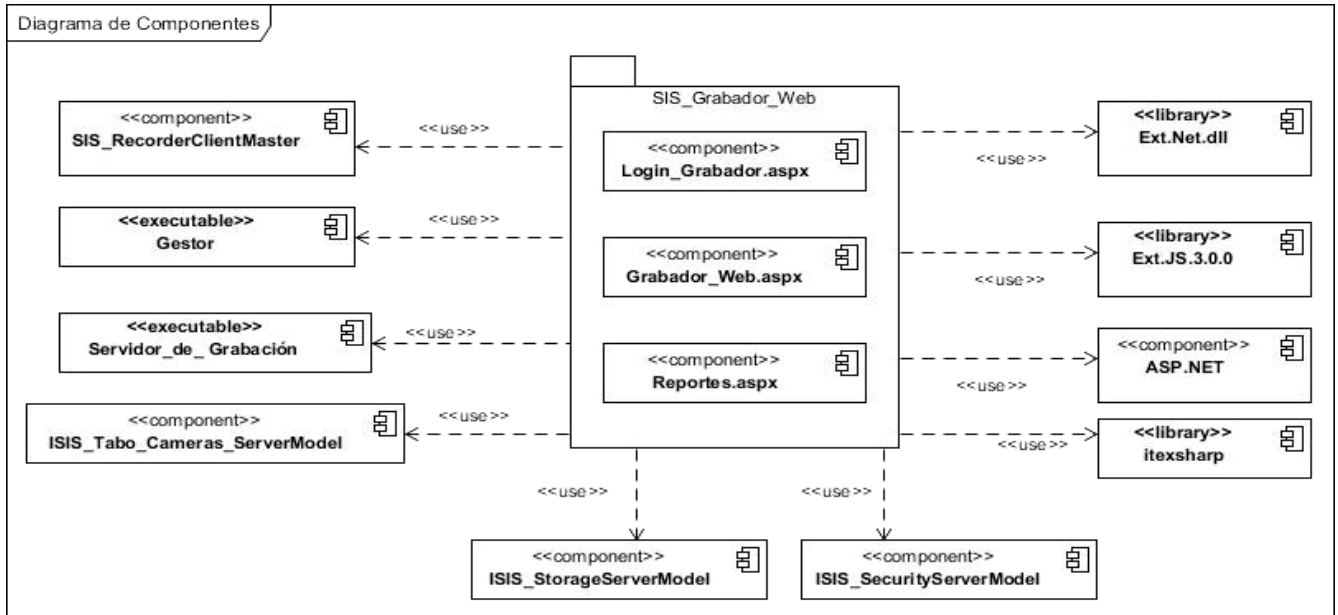 Diagrama de Componentes
SIS_Grabador_Web
<<component>>
SIS_RecorderClientMaster
<<use>>
<<component>>
Login_Grabador.aspx
<<use>>
<<library>>
Ext.Net.dll
<<executable>>
Gestor
<<use>>
<<component>>
Grabador_Web.aspx
<<use>>
<<library>>
Ext.JS.3.0.0
<<executable>>
Servidor_de_ Grabación
<<use>>
<<component>>
Reportes.aspx
<<use>>
<<component>>
ASP.NET
<<component>>
ISIS_Tabo_Cameras_ServerModel
<<use>>
<<use>>
<<library>>
itexsharp
<<use>>
<<use>>
<<component>>
ISIS_StorageServerModel
<<component>>
ISIS_SecurityServerModel